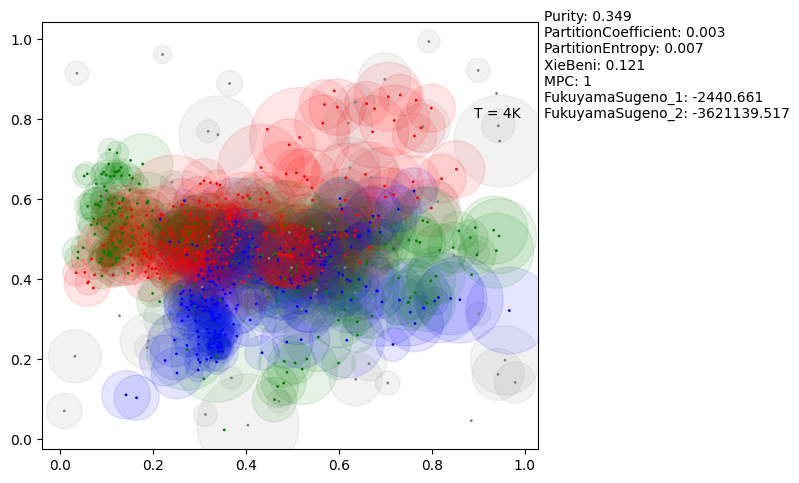 Purity: 0.349
PartitionCoefficient: 0.003
PartitionEntropy: 0.007
XieBeni: 0.121
MPC: 1
FukuyamaSugeno_1: -2440.661
FukuyamaSugeno_2: -3621139.517
T = 4K
1.0
0.8
0.6
0.4
0.2
0.0
0.0 0.2 0.4 0.6 0.8 1.0